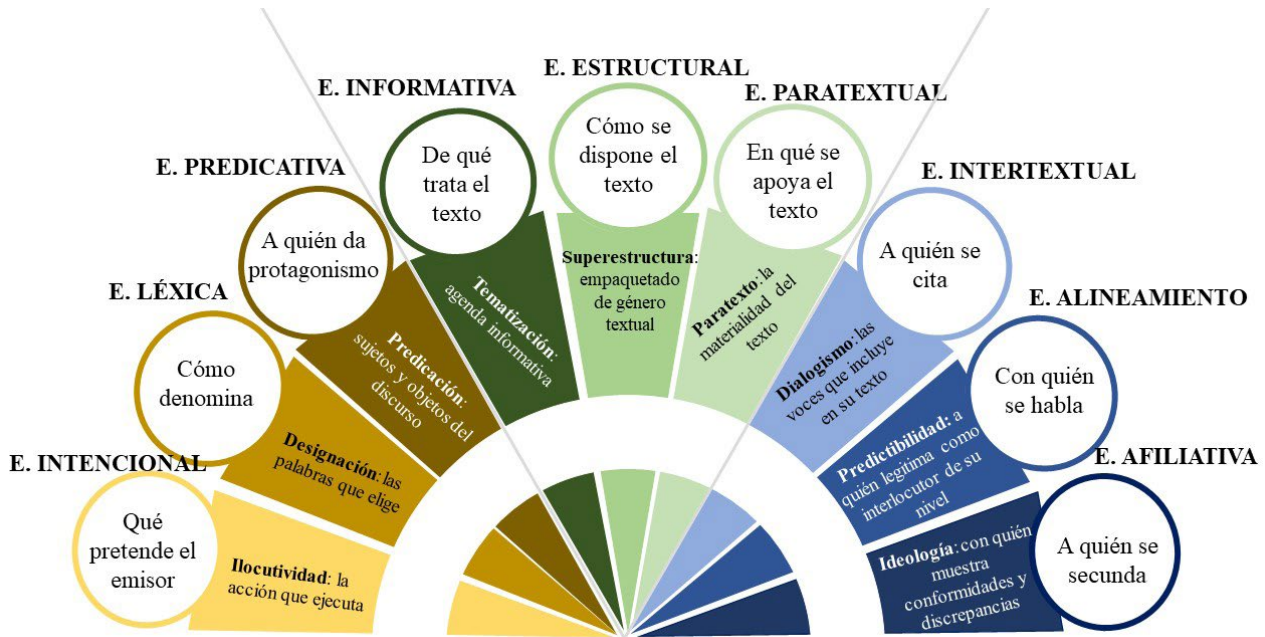 E. INTENCIONAL
Qué
pretende el
emisor
Ilocutividad: la
acción que ejecuta
E. LÉXICA
Cómo
denomina
Designación: las
palabras que elige
E. PREDICATIVA
A quién da
protagonismo
Predicación:
sujetos y objetos del
discurso
E. INFORMATIVA
De qué
trata el
texto
Tematización:
agenda informativa
E. ESTRUCTURAL
Cómo se
dispone el
texto
Superestructura:
empaquetado
de género
textual
E. PARATEXTUAL
En qué se
apoya el
texto
Paratexto: la
materialidad del
texto
E. INTERTEXTUAL
A quién se
cita
Dialogismo: las
voces que incluye
en su texto
E. ALINEAMIENTO
Con quién
se habla
Predictibilidad: a
quién legitima como
interlocutor de su
nivel
E. AFILIATIVA
A quién se
secunda
Ideología: con quién
muestra
conformidades y
discrepancias